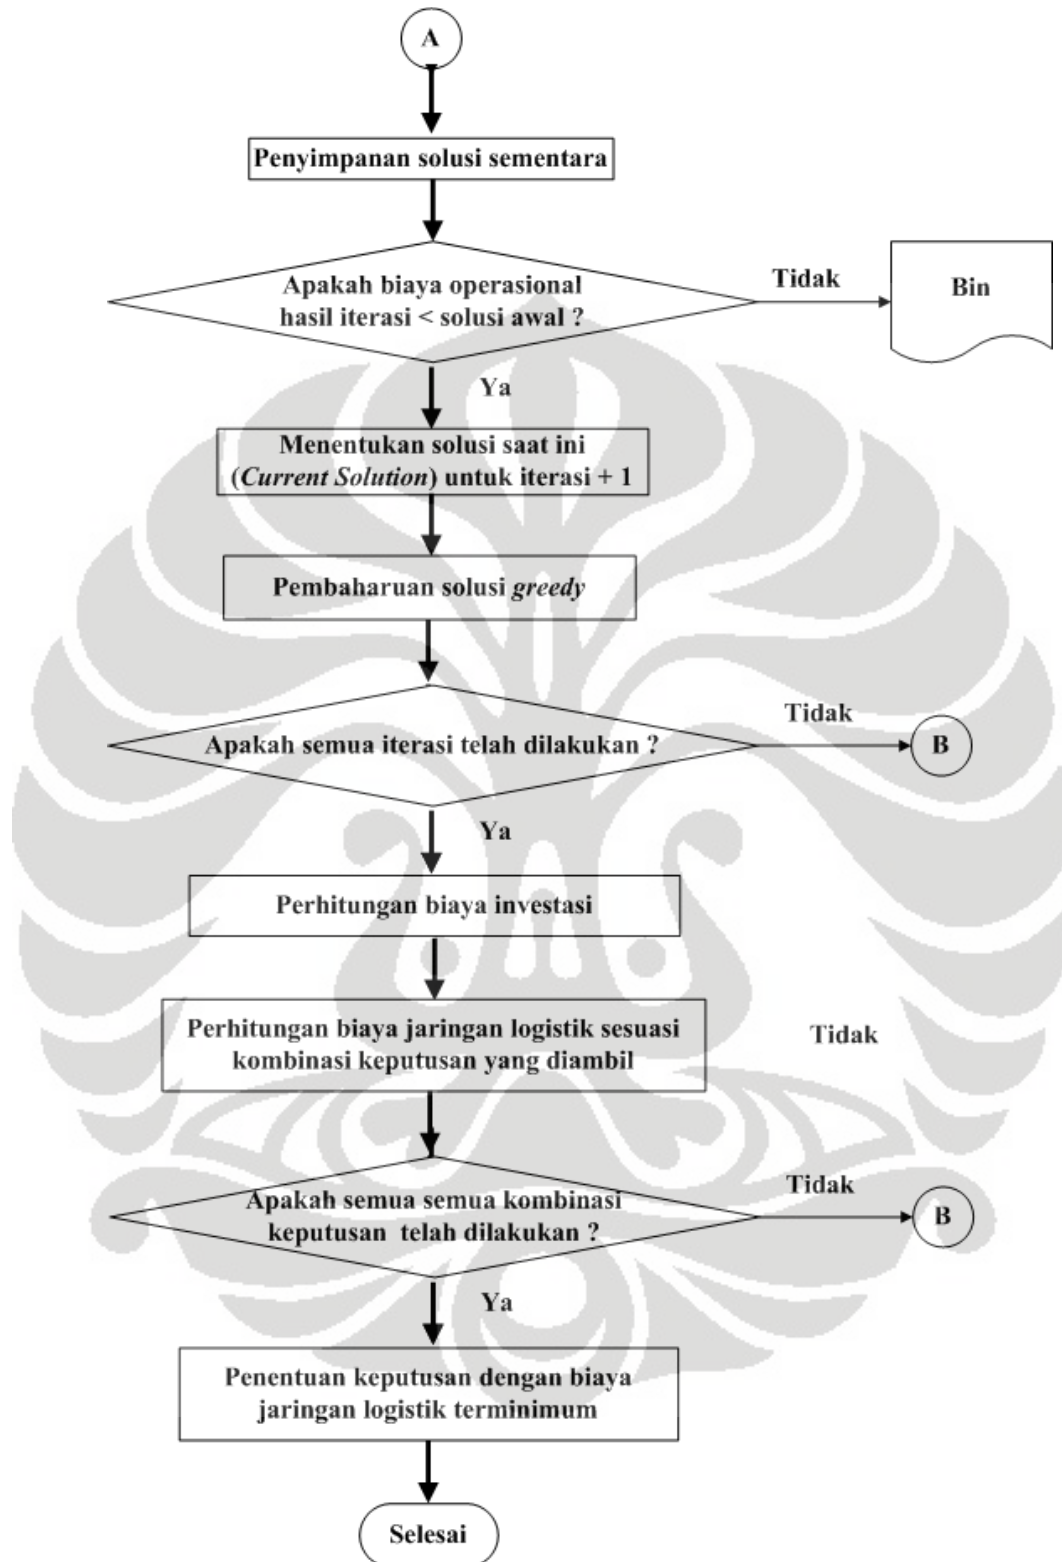 A
Penyimpanan solusi sementara
Apakah biaya operasional
hasil iterasi < solusi awal ?
Tidak
Bin
Ya
Menentukan solusi saat ini
(Current Solution) untuk iterasi + 1
Pembaharuan solusi greedy
Apakah semua iterasi telah dilakukan ?
Tidak
B
Ya
Perhitungan biaya investasi
Perhitungan biaya jaringan logistik sesuasi
kombinasi keputusan yang diambil
Tidak
Apakah semua semua kombinasi
keputusan telah dilakukan ?
Tidak
B
Ya
Penentuan keputusan dengan biaya
jaringan logistik terminimum
Selesai